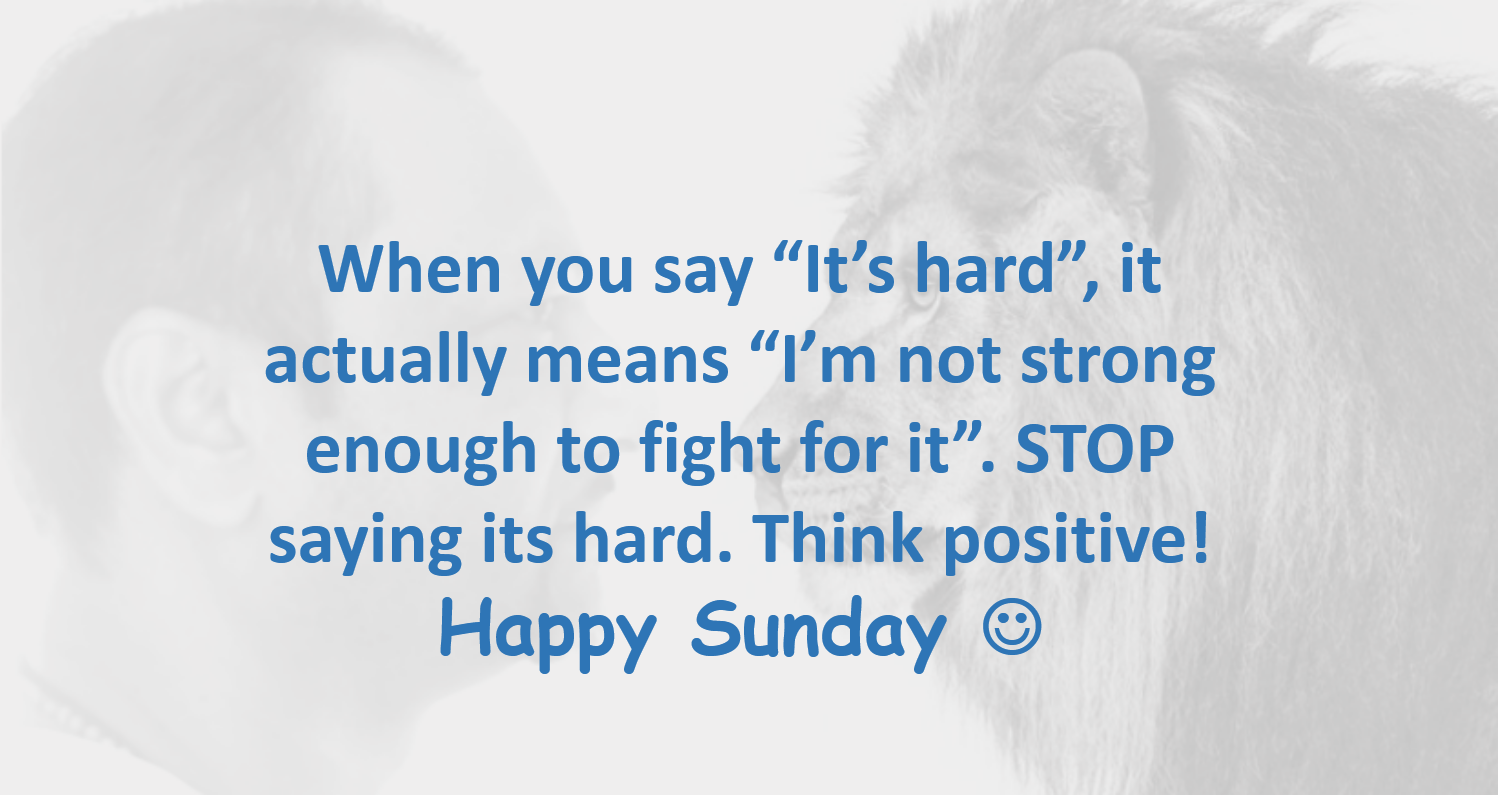 When you say “It’s hard”, it
actually means “I’m not strong
enough to fight for it”. STOP
saying its hard. Think positive!
Happy Sunday ☺